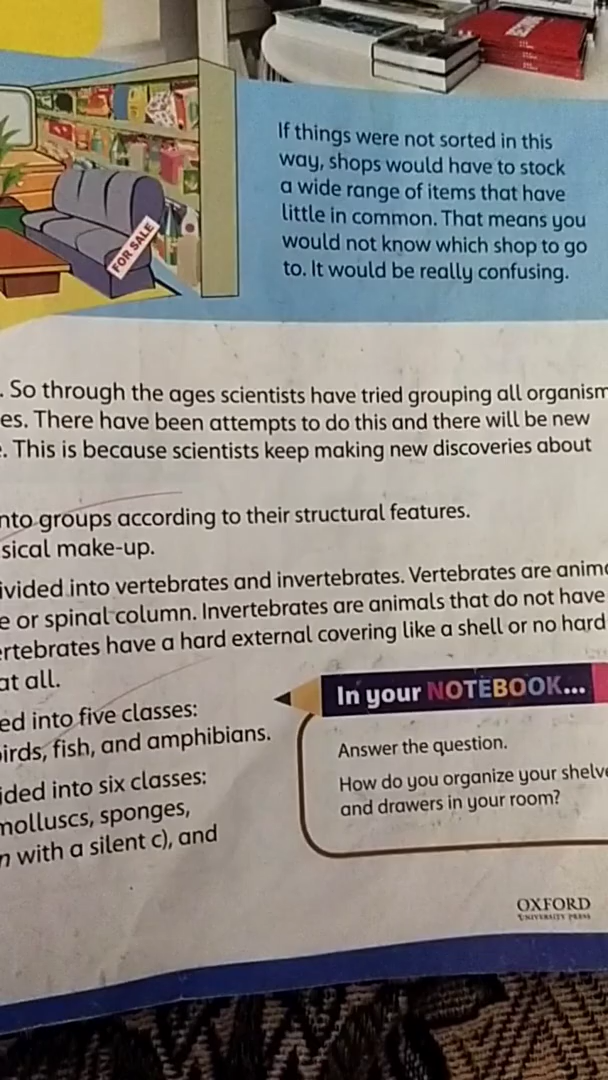 If things were not sorted in this
way, shops would have to stock
a wide range of items that have
little in common. That means you
would not know which shop to go
to. It would be really confusing.
FOR SALE
. So through the ages scientists have tried grouping all organism
es. There have been attempts to do this and there will be new
. This is because scientists keep making new discoveries about
nto groups according to their structural features.
sical make-up.
ivided into vertebrates and invertebrates. Vertebrates are anima
e or spinal column. Invertebrates are animals that do not have
ertebrates have a hard external covering like a shell or no hard
at all.
ed into five classes:
birds, fish, and amphibians.
ided into six classes:
molluscs, sponges,
n with a silent c), and
In your NOTEBOOK...
Answer the question.
How do you organize your shelve
and drawers in your room?
OXFORD
UNIVERSITY PRESS